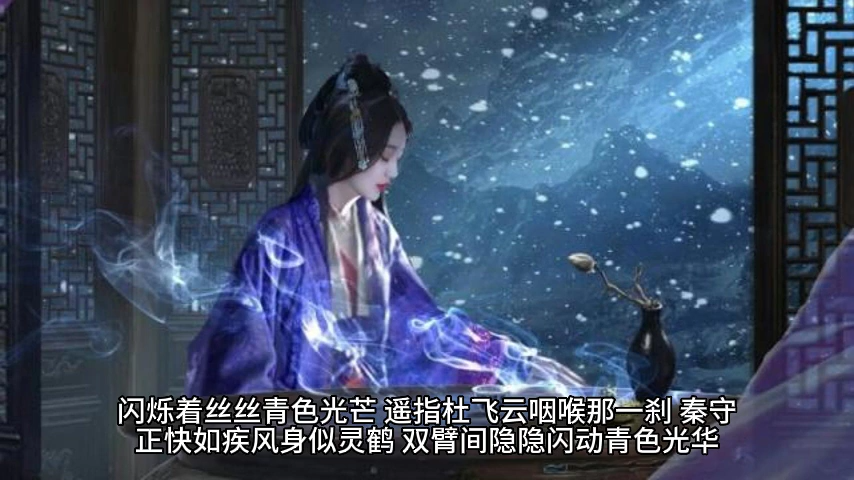 闪烁着丝丝青色光芒 遥指杜飞云咽喉那一刹 秦守
正快如疾风身似灵鹤 双臂间隐隐闪动青色光华